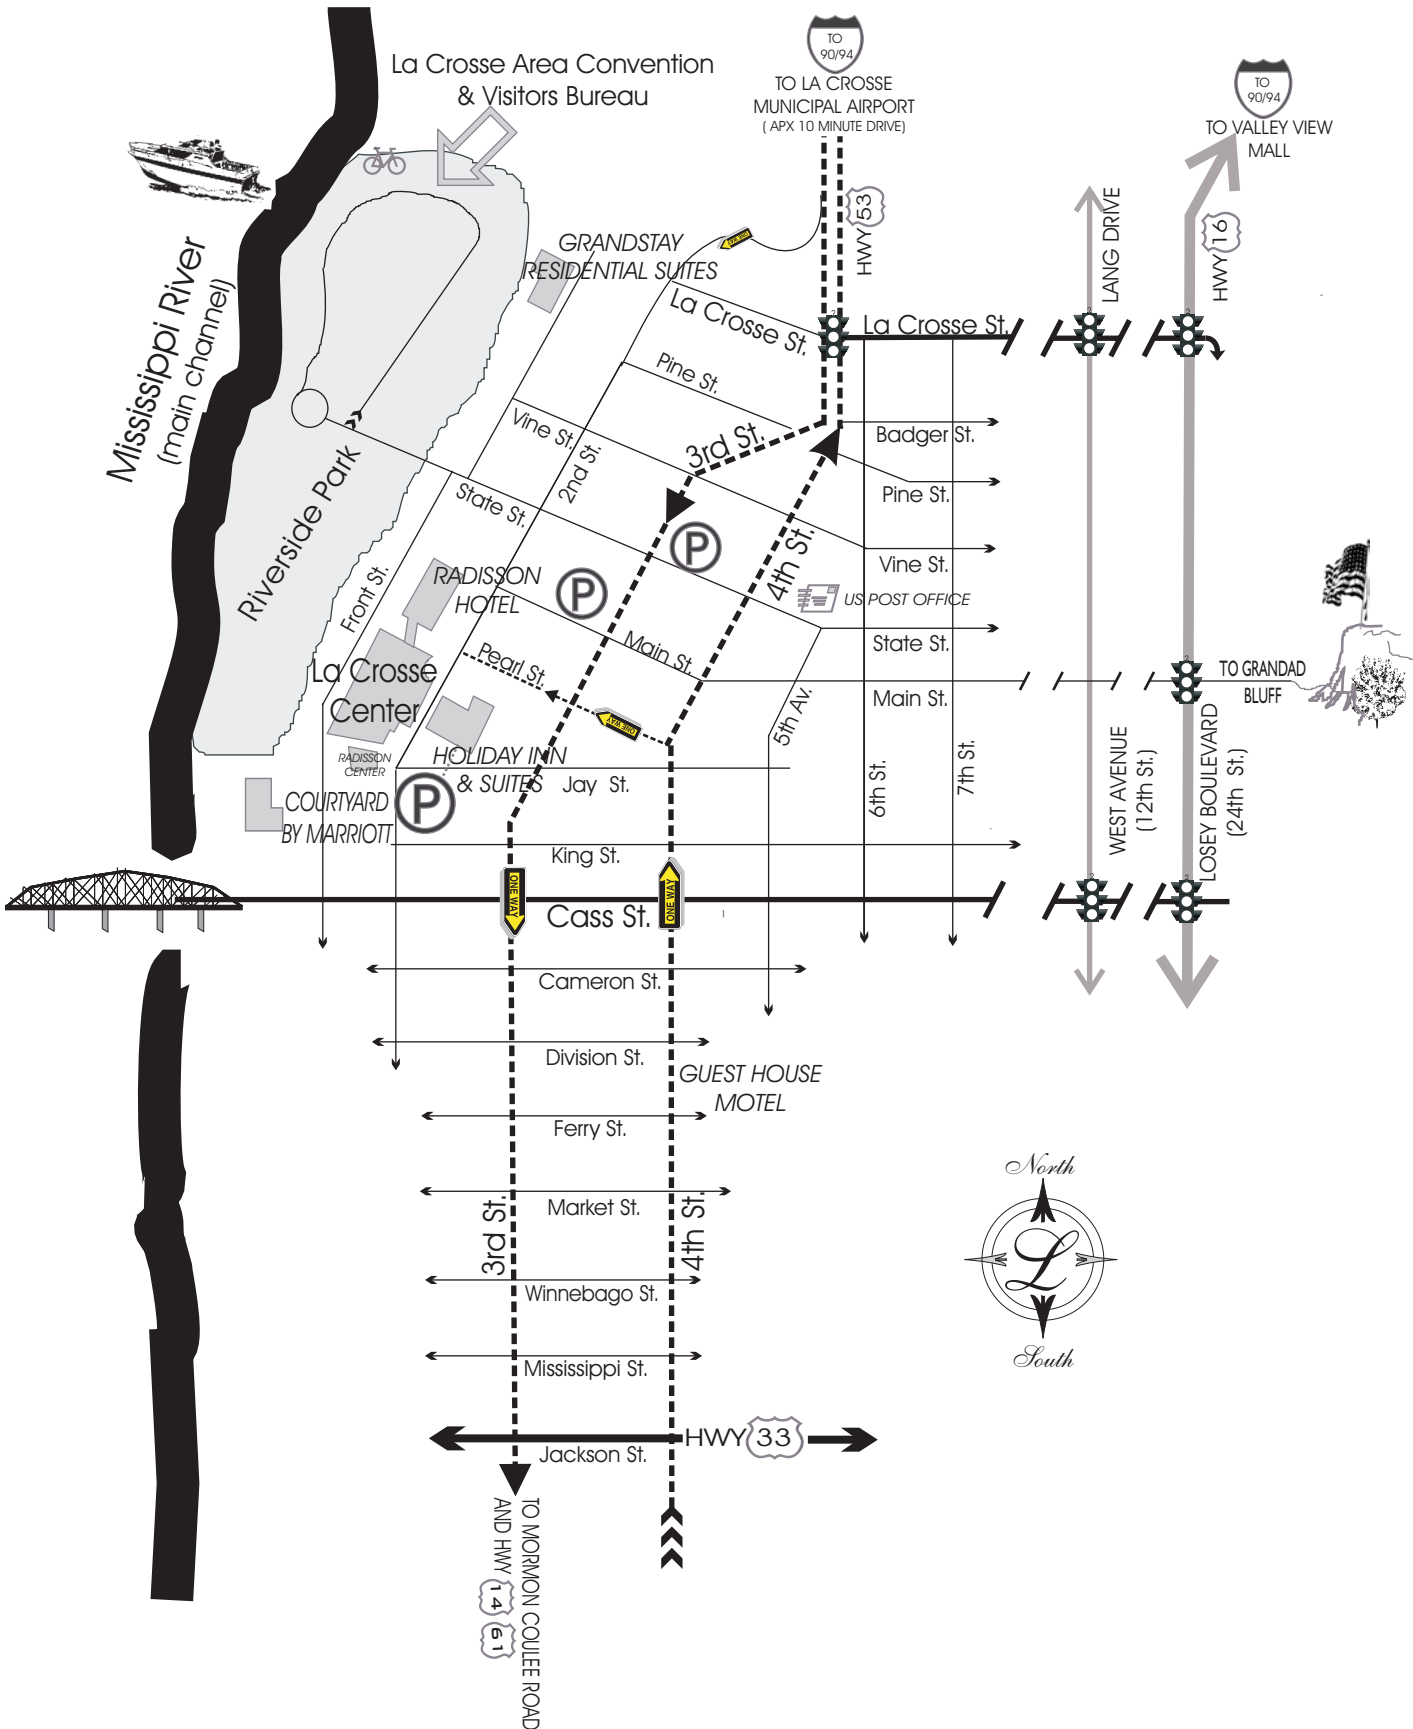 La Crosse Area Convention
& Visitors Bureau
TO
90/94
TO LA CROSSE
MUNICIPAL AIRPORT
( APX 10 MINUTE DRIVE)
TO
90/94
TO VALLEY VIEW
MALL
HWY 53
LANG DRIVE
HWY 16
ONE WAY
Mississippi River
(main channel)
GRANDSTAY
RESIDENTIAL SUITES
La Crosse St.
La Crosse St.
Pine St.
Vine St.
2nd St.
3rd St.
Badger St.
Pine St.
State St.
Riverside Park
Front St.
RADISSON
HOTEL
P
P
4th St.
Vine St.
US POST OFFICE
State St.
Main St.
Main St.
Pearl St.
ONE WAY
La Crosse
Center
5th Av.
TO GRANDAD
BLUFF
RADISSON
CENTER
HOLIDAY INN
& SUITES
Jay St.
P
COURTYARD
BY MARRIOTT
6th St.
7th St.
WEST AVENUE
(12th St.)
LOSEY BOULEVARD
(24th St,)
King St.
ONE WAY
ONE WAY
Cass St.
Cameron St.
Division St.
GUEST HOUSE
MOTEL
Ferry St.
Market St.
3rd St.
4th St.
Winnebago St.
Mississippi St.
HWY 33
Jackson St.
North
L
South
TO MORMON COULEE ROAD
AND HWY 14 61